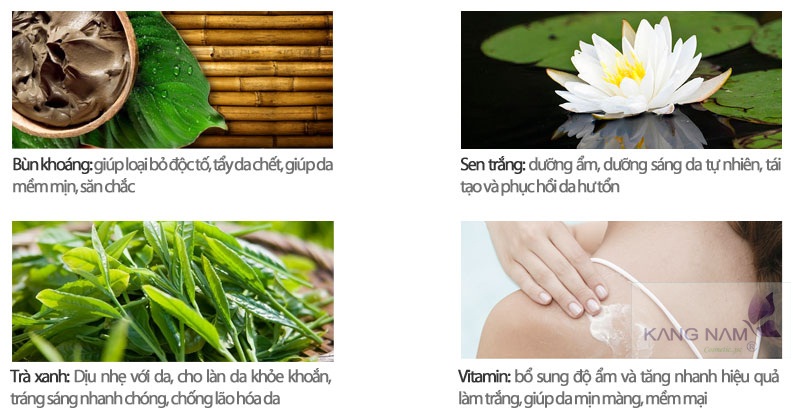 Bùn khoáng: giúp loại bỏ độc tố, tẩy da chết, giúp da
mềm mịn, săn chắc
Sen trắng: dưỡng ẩm, dưỡng sáng da tự nhiên, tái
tạo và phục hồi da hư tổn
KANG NAM
®
Trà xanh: Dịu nhẹ với da, cho làn da khỏe khoắn,
tráng sáng nhanh chóng, chống lão hóa da
Vitamin: bổ sung độ ẩm và tăng nhanh hiệu quả
làm trắng, giúp da mịn màng, mềm mại